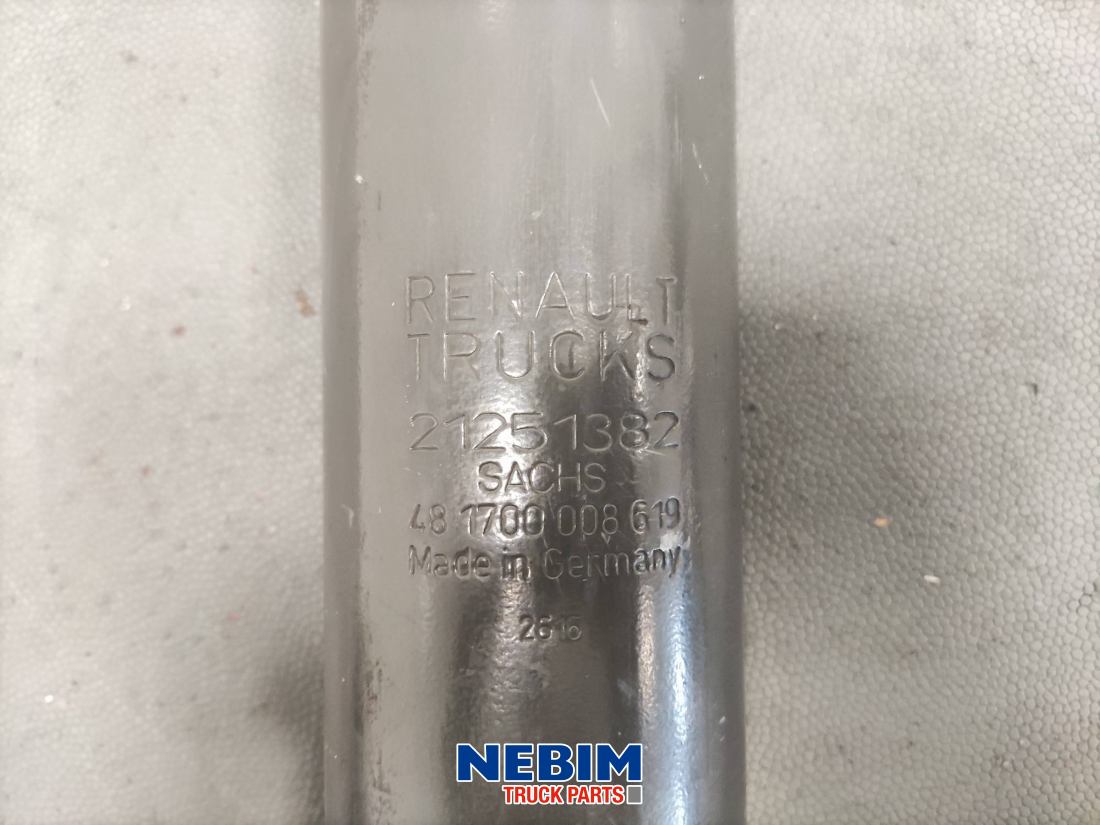 RENAULT
TRUCKS
21251382
SACHS
48 1700 008 619
Made in Germany
2616
NEBIM
TRUCK PARTS